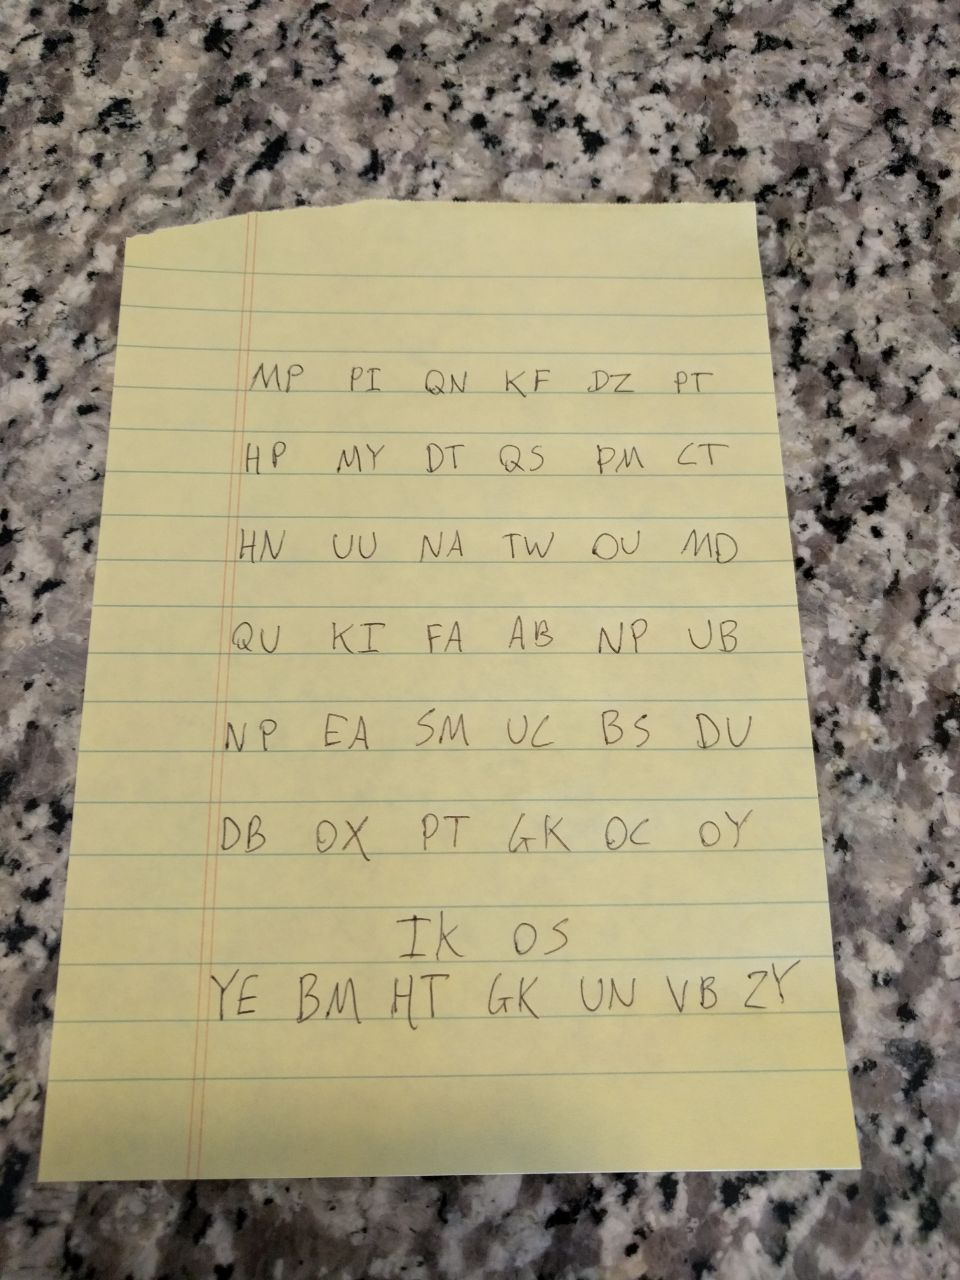 MP PI QN KF DZ PT
HP MY DT QS PM CT
HN UU NA TW OU MD
QU KI FA AB NP UB
NP EA SM UC BS DU
DB OX PT GK OC OY
IK OS
YE BM HT GK UN VB ZY